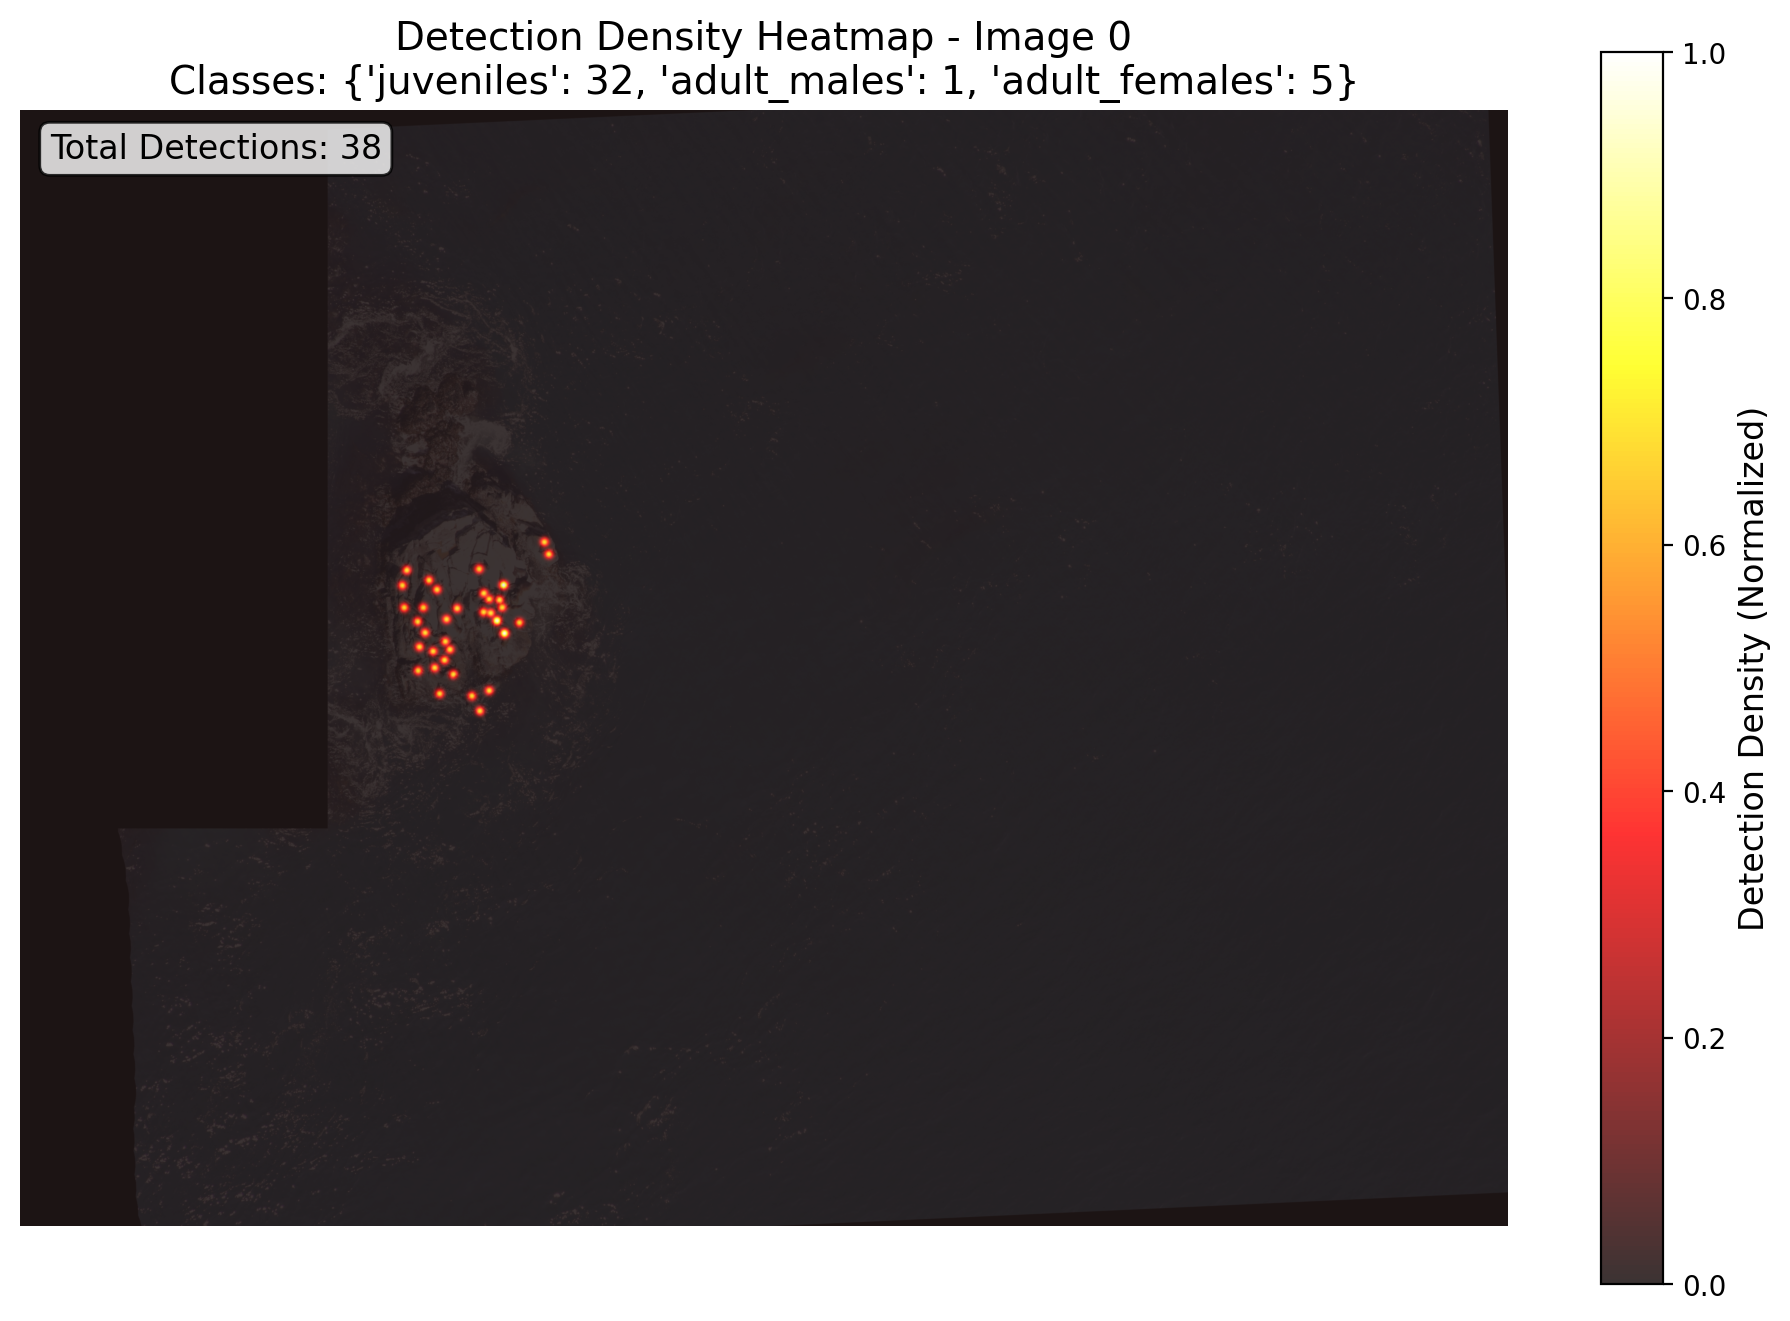 Detection Density Heatmap - Image 0
Classes: {'juveniles': 32, 'adult_males': 1, 'adult_females': 5}
Total Detections: 38
1.0
0.8
0.6
0.4
0.2
0.0
Detection Density (Normalized)